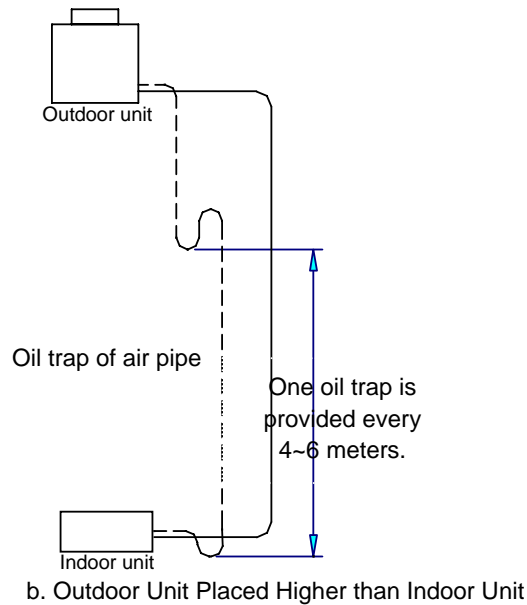 Outdoor unit
Oil trap of air pipe
One oil trap is
provided every
4~6 meters.
Indoor unit
b. Outdoor Unit Placed Higher than Indoor Unit